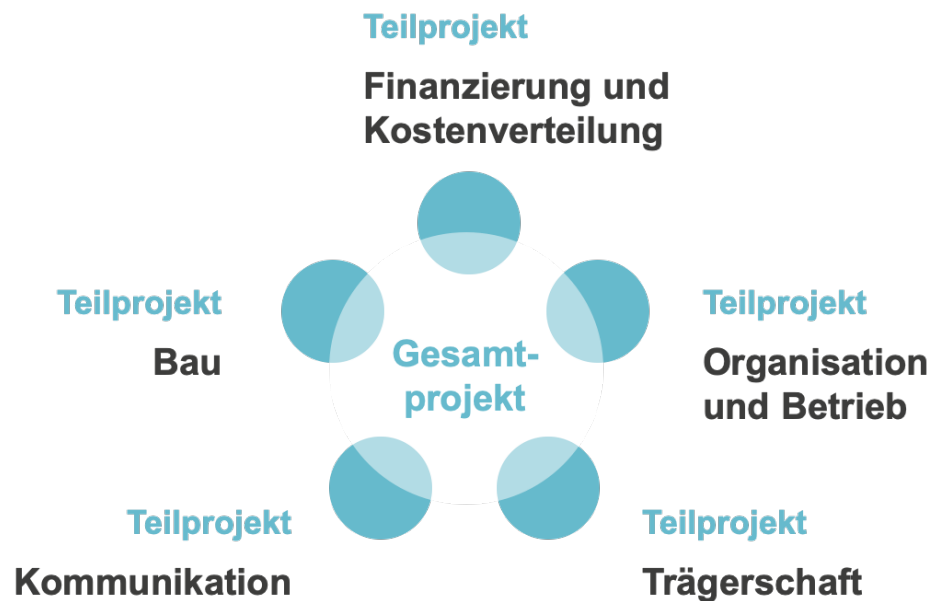 Teilprojekt
Finanzierung und
Kostenverteilung
Teilprojekt
Bau
Gesamt-
projekt
Teilprojekt
Organisation
und Betrieb
Teilprojekt
Kommunikation
Teilprojekt
Trägerschaft